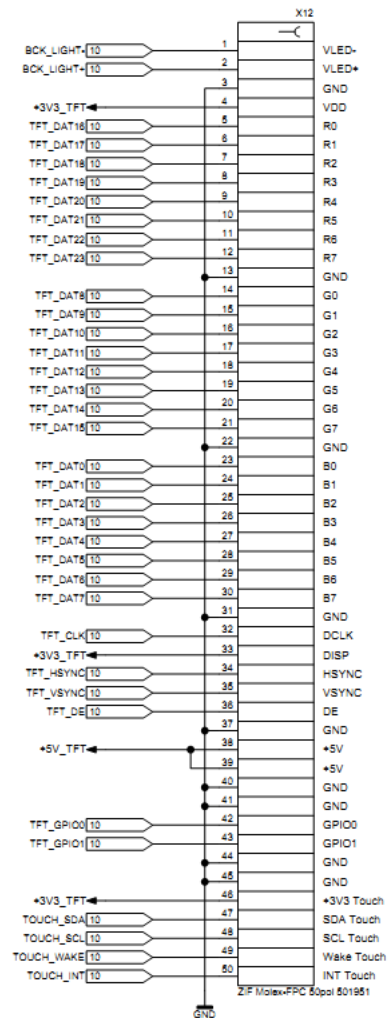 X12
BCK_LIGHT- 10 1 VLED-
BCK_LIGHT+ 10 2 VLED+
3 GND
+3V3_TFT 4 VDD
TFT_DAT16 10 5 R0
TFT_DAT17 10 6 R1
TFT_DAT18 10 7 R2
TFT_DAT19 10 8 R3
TFT_DAT20 10 9 R4
TFT_DAT21 10 10 R5
TFT_DAT22 10 11 R6
TFT_DAT23 10 12 R7
13 GND
TFT_DAT8 10 14 G0
TFT_DAT9 10 15 G1
TFT_DAT10 10 16 G2
TFT_DAT11 10 17 G3
TFT_DAT12 10 18 G4
TFT_DAT13 10 19 G5
TFT_DAT14 10 20 G6
TFT_DAT15 10 21 G7
22 GND
TFT_DAT0 10 23 B0
TFT_DAT1 10 24 B1
TFT_DAT2 10 25 B2
TFT_DAT3 10 26 B3
TFT_DAT4 10 27 B4
TFT_DAT5 10 28 B5
TFT_DAT6 10 29 B6
TFT_DAT7 10 30 B7
31 GND
TFT_CLK 10 32 DCLK
+3V3_TFT 33 DISP
TFT_HSYNC 10 34 HSYNC
TFT_VSYNC 10 35 VSYNC
TFT_DE 10 36 DE
37 GND
+5V_TFT 38 +5V
39 +5V
40 GND
41 GND
TFT_GPIO0 10 42 GPIO0
TFT_GPIO1 10 43 GPIO1
44 GND
45 GND
+3V3_TFT 46 +3V3 Touch
TOUCH_SDA 10 47 SDA Touch
TOUCH_SCL 10 48 SCL Touch
TOUCH_WAKE 10 49 Wake Touch
TOUCH_INT 10 50 INT Touch
ZIF Molex-FPC 50pol 501951
GND